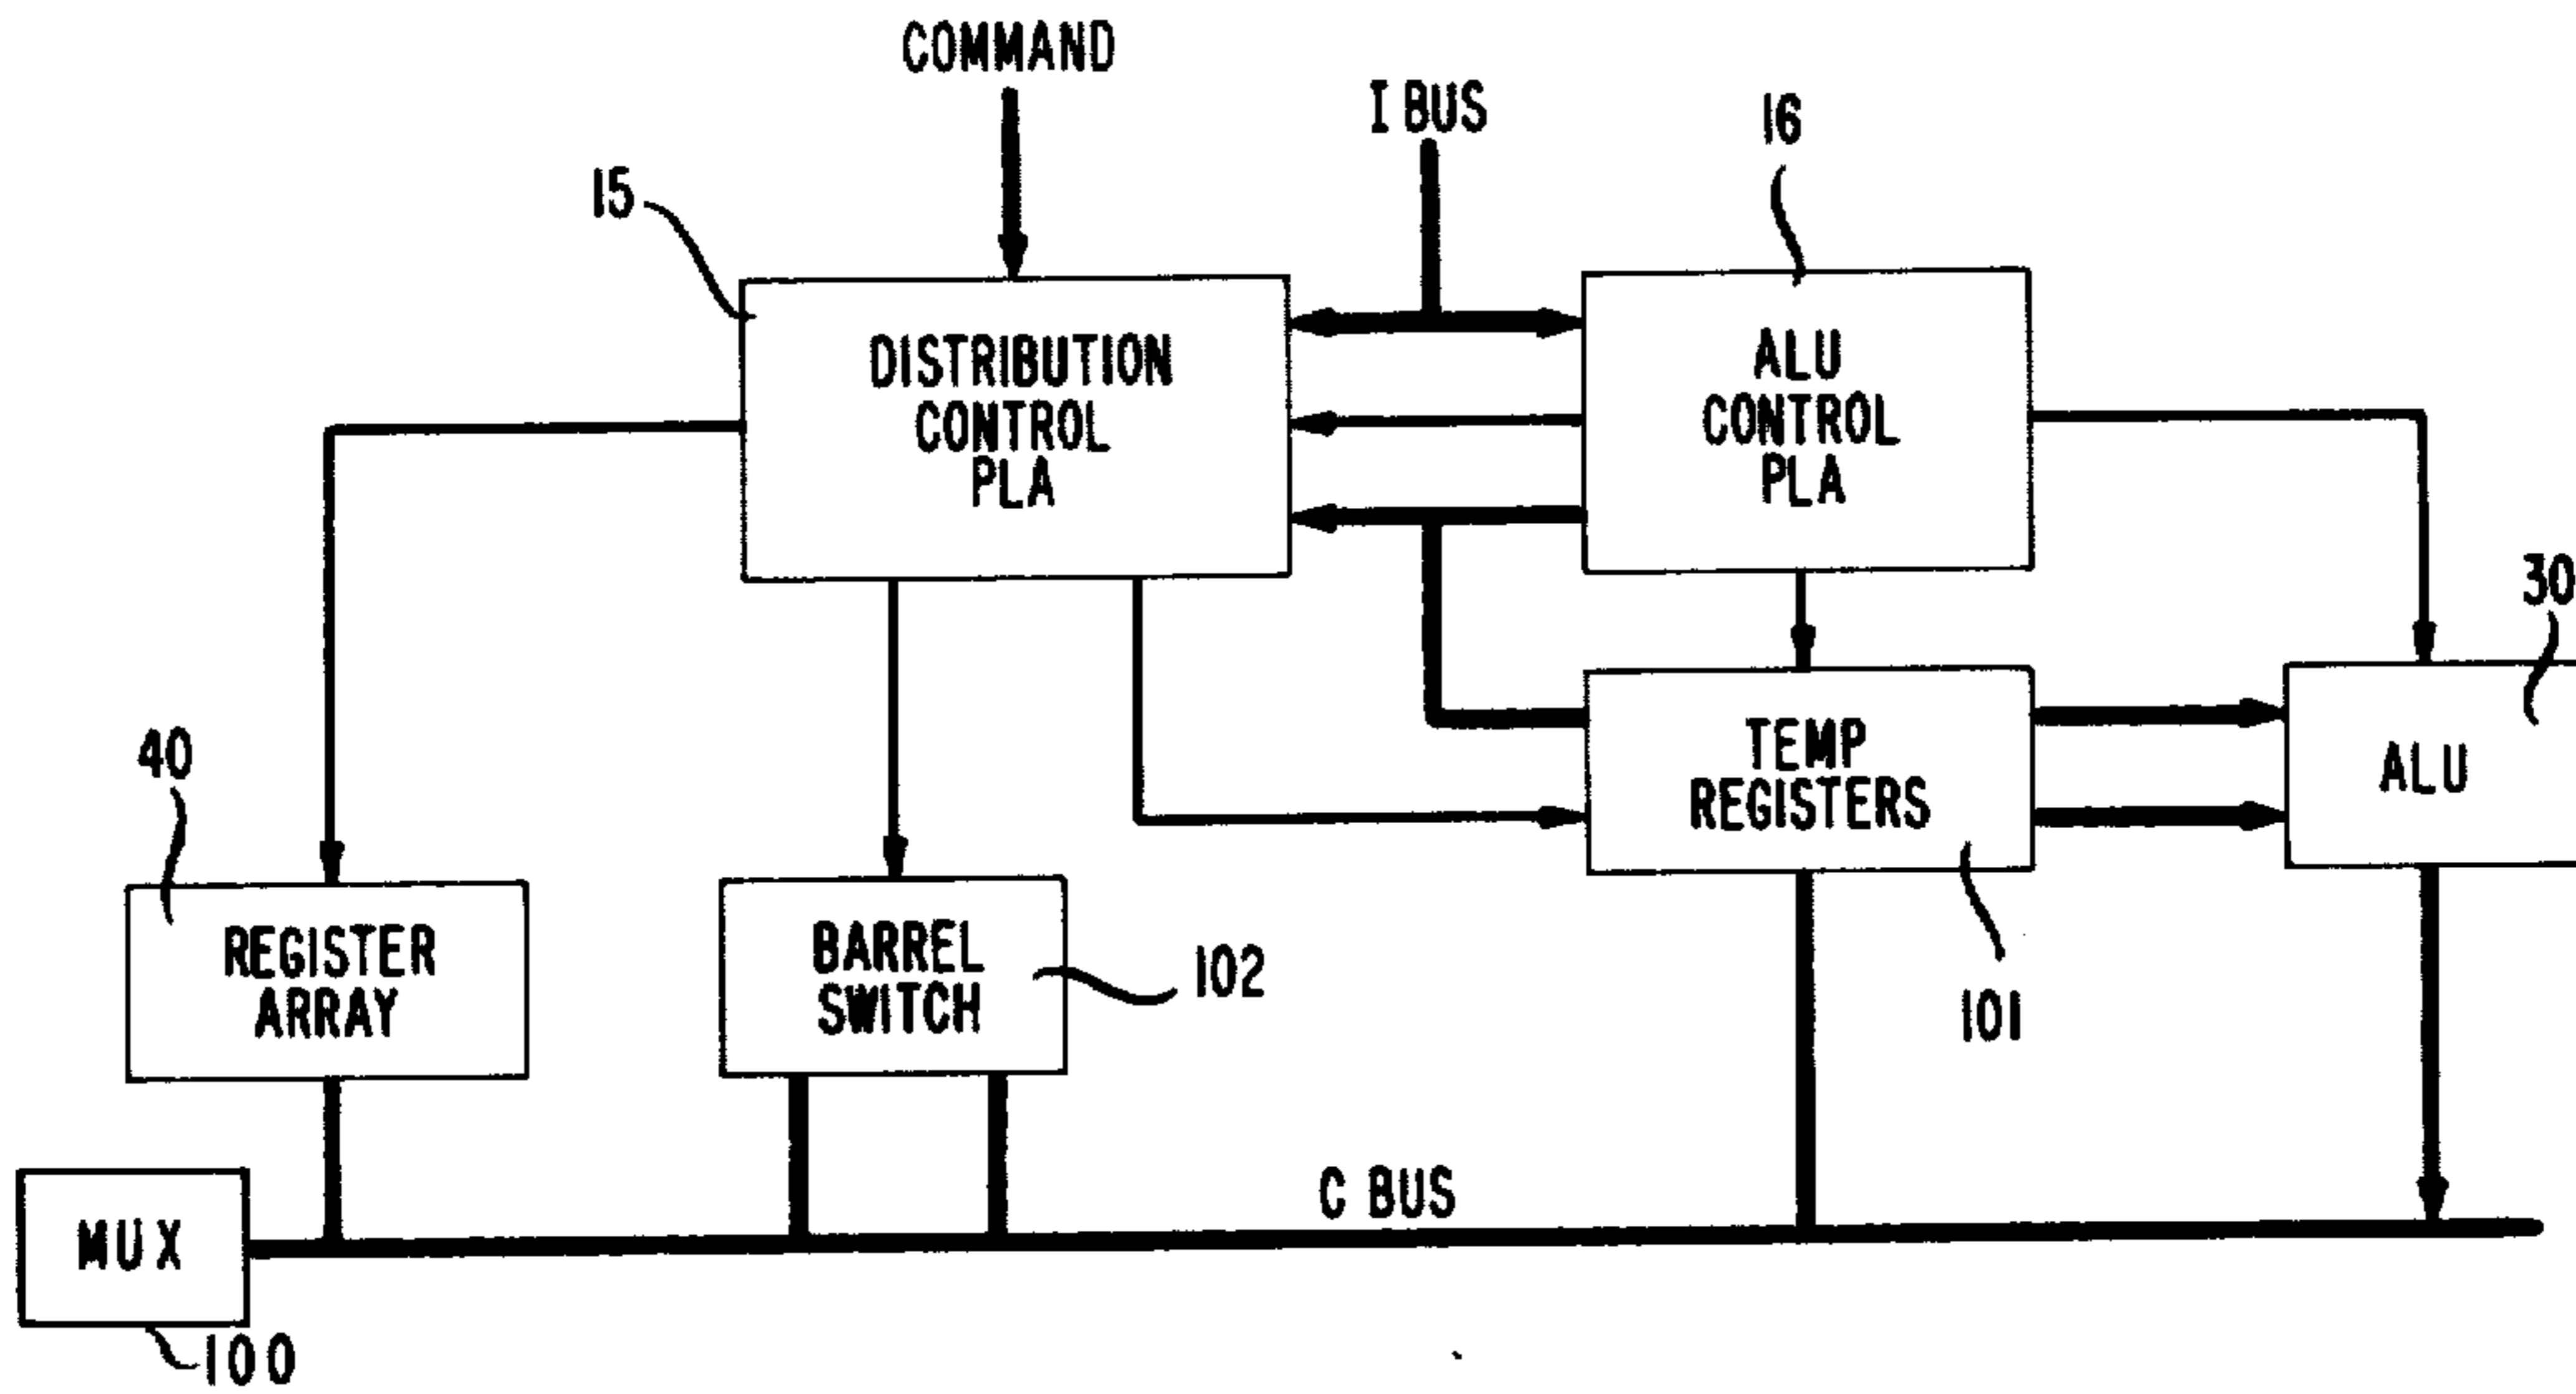 COMMAND
I BUS
16
15
DISTRIBUTION
CONTROL
PLA
ALU
CONTROL
PLA
30
40
TEMP
REGISTERS
ALU
REGISTER
ARRAY
BARREL
SWITCH
102
101
C BUS
MUX
100